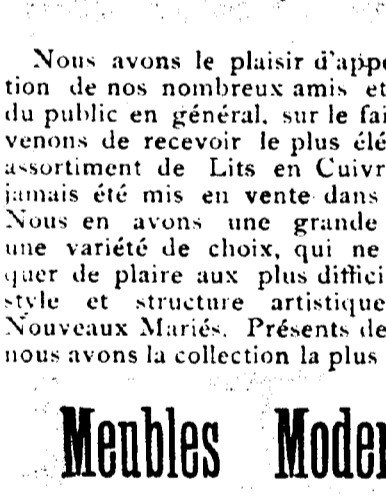 Nous avons le plaisir d'appe
tion de nos nombreux amis et
du public en général, sur le fai
venons de recevoir le plus élé
assortiment de Lits en Cuivr
jamais été mis en vente dans
Nous en avons une grande
une variété de choix, qui ne
quer de plaire aux plus diffici
style et structure artistique
Nouveaux Mariés. Présents de
nous avons la collection la plus
Meubles Moder